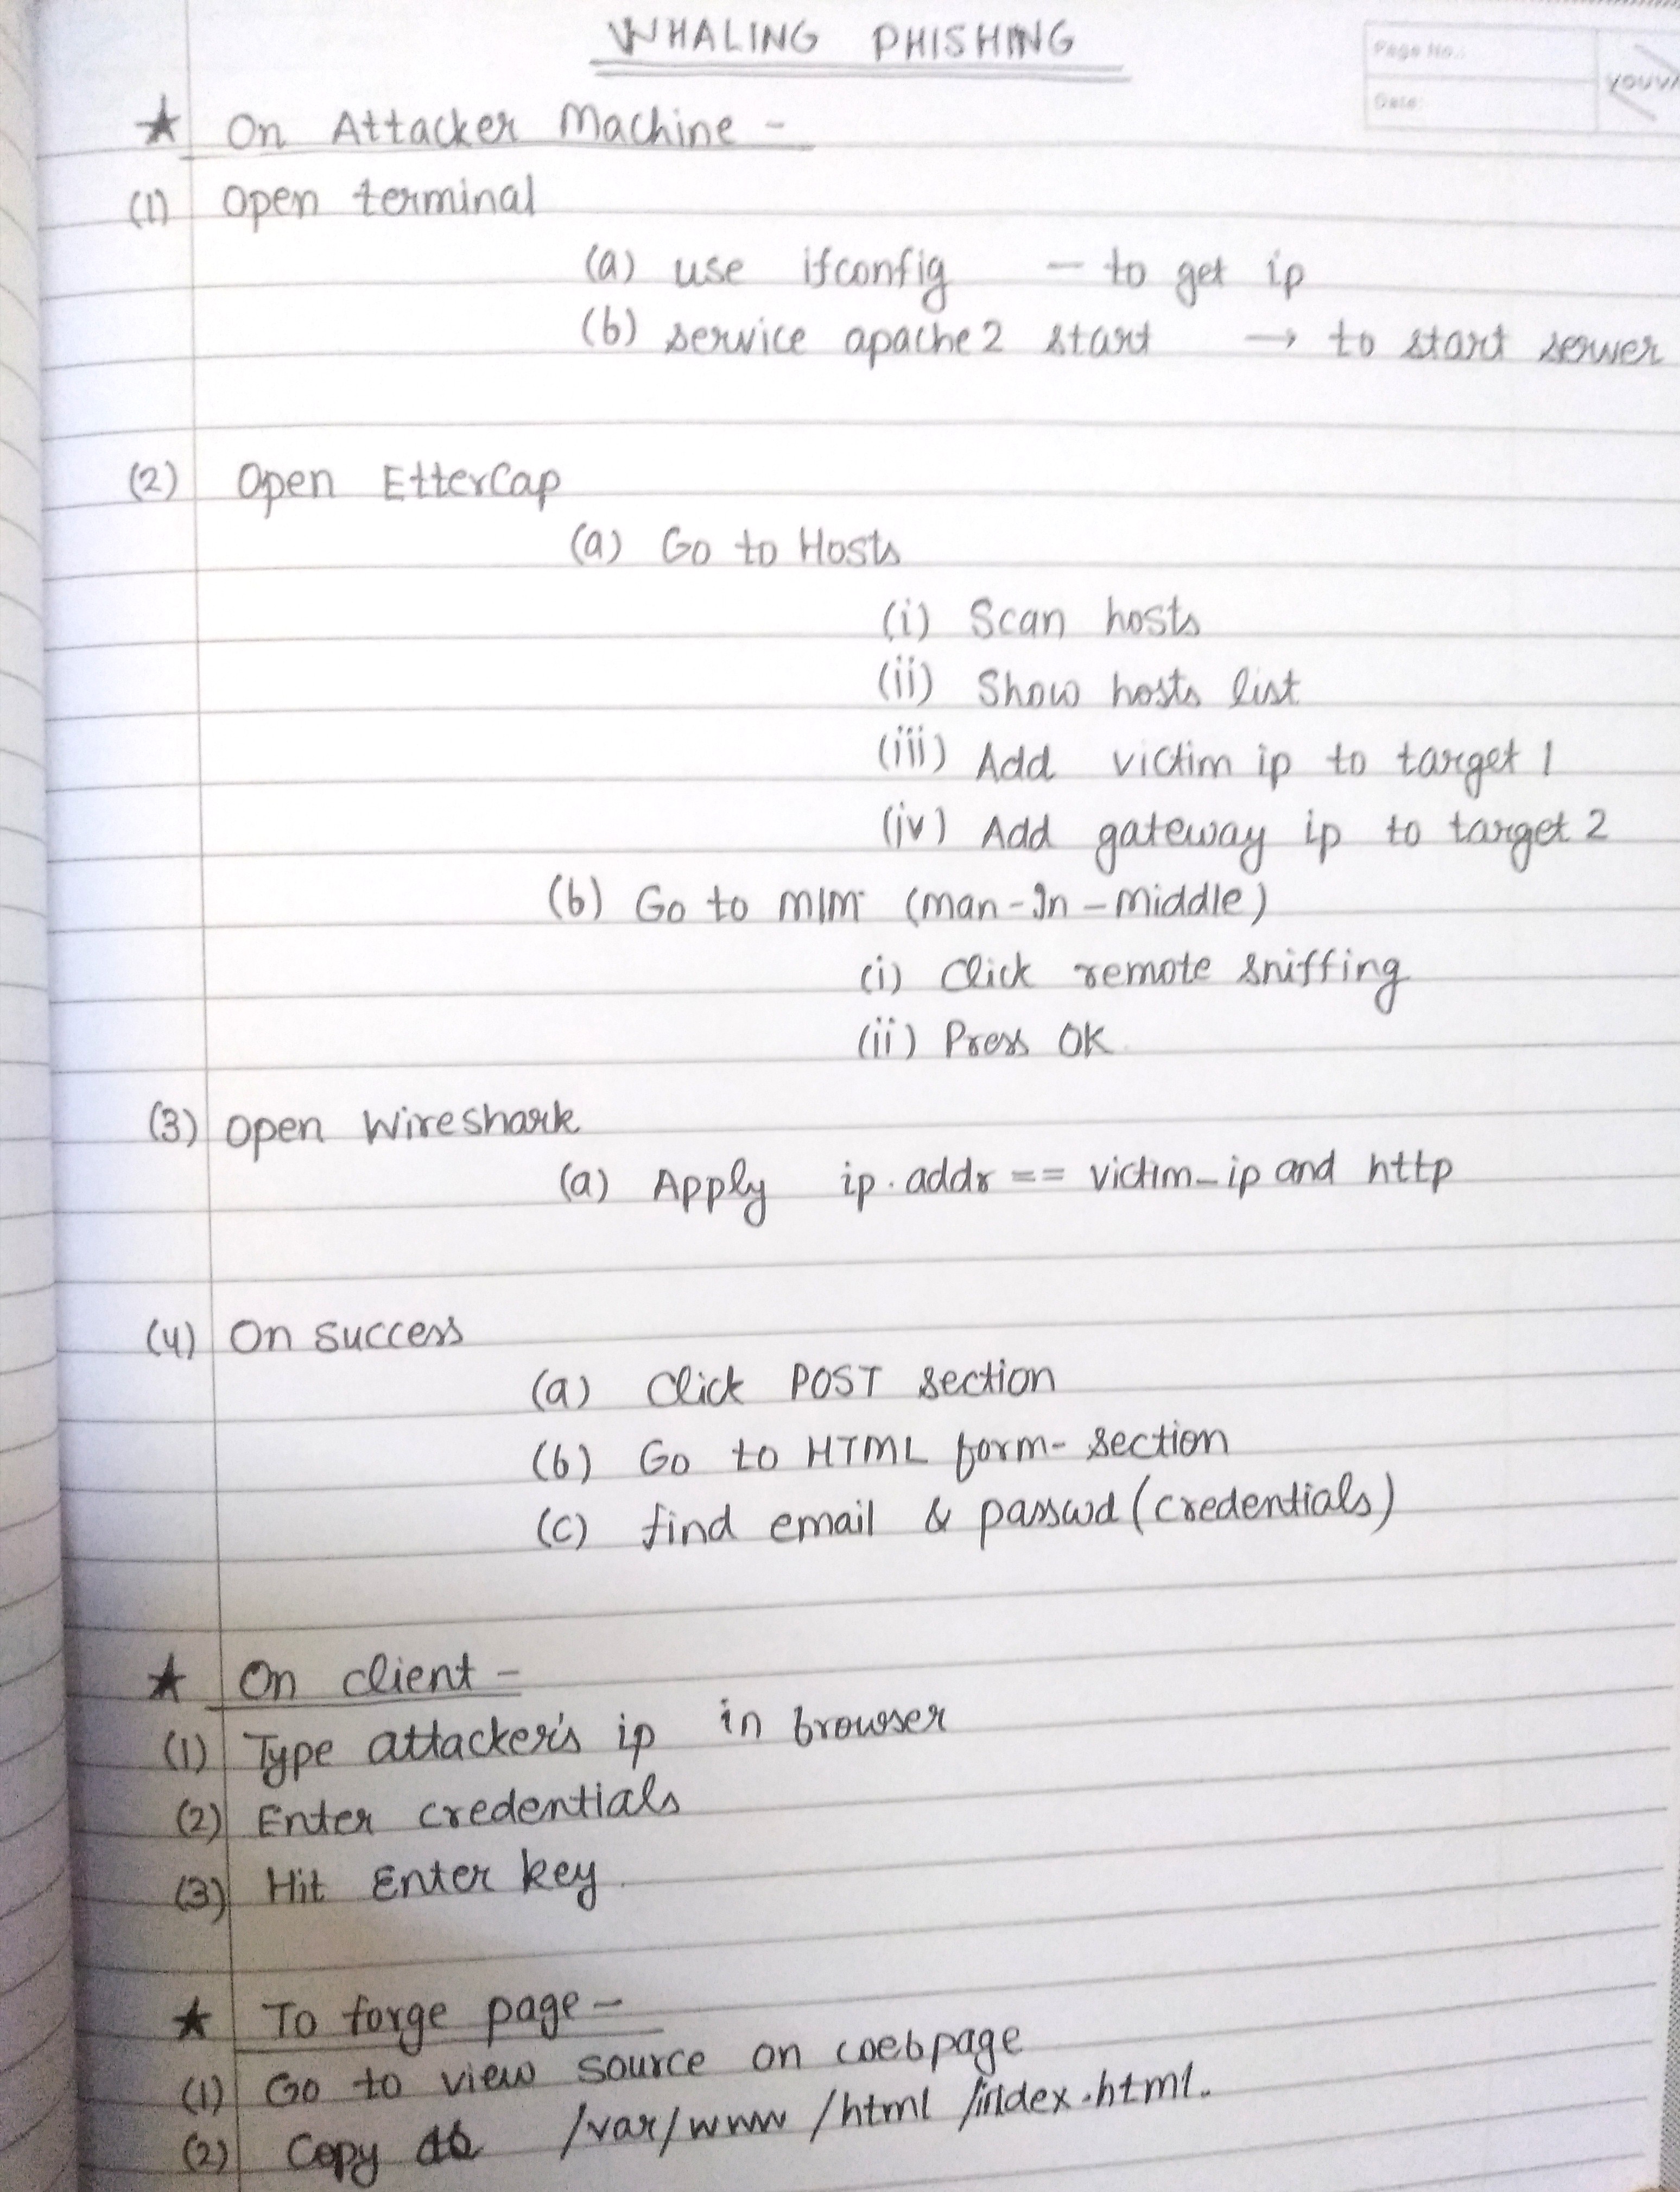 WHALING PHISHING
Page No.:
Date:
YOUVA
★ On Attacker Machine -
(1) Open terminal
(a) use ifconfig - to get ip
(b) service apache2 start → to start server
(2) Open EtterCap
(a) Go to Hosts
(i) Scan hosts
(ii) Show hosts list
(iii) Add victim ip to target 1
(iv) Add gateway ip to target 2
(b) Go to MIM (Man-In-Middle)
(i) Click remote sniffing
(ii) Press OK
(3) Open Wireshark
(a) Apply ip.addr == victim_ip and http
(4) On success
(a) Click POST section
(b) Go to HTML form- section
(c) find email & passwd (credentials)
★ On client -
(1) Type attacker's ip in browser
(2) Enter credentials
(3) Hit Enter key.
★ To forge page -
(1) Go to view source on webpage
(2) Copy to /var/www/html/index.html.